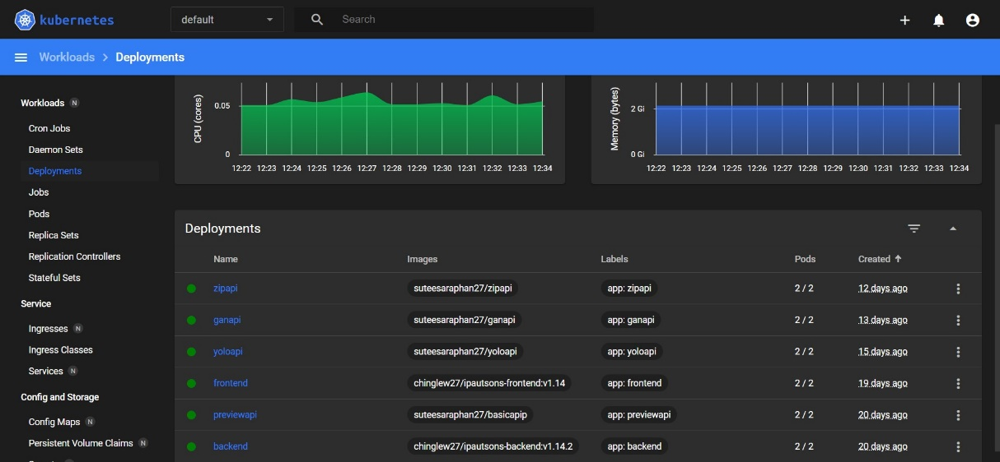 kubernetes
default
Search
Workloads > Deployments
Workloads N
Cron Jobs
Daemon Sets
Deployments
Jobs
Pods
Replica Sets
Replication Controllers
Stateful Sets
Service
Ingresses N
Ingress Classes
Services N
Config and Storage
Config Maps N
Persistent Volume Claims N
CPU (cores)
0.05
0
12:22 12:23 12:24 12:25 12:26 12:27 12:28 12:29 12:30 12:31 12:32 12:33 12:34
Memory (bytes)
2 Gi
0 Gi
12:22 12:23 12:24 12:25 12:26 12:27 12:28 12:29 12:30 12:31 12:32 12:33 12:34
Deployments
Name Images Labels Pods Created
zipapi suteesaraphan27/zipapi app: zipapi 2 / 2 12 days ago
ganapi suteesaraphan27/ganapi app: ganapi 2 / 2 13 days ago
yoloapi suteesaraphan27/yoloapi app: yoloapi 2 / 2 15 days ago
frontend chinglew27/ipautsons-frontend:v1.14 app: frontend 2 / 2 19 days ago
previewapi suteesaraphan27/basicapip app: previewapi 2 / 2 20 days ago
backend chinglew27/ipautsons-backend:v1.14.2 app: backend 2 / 2 20 days ago